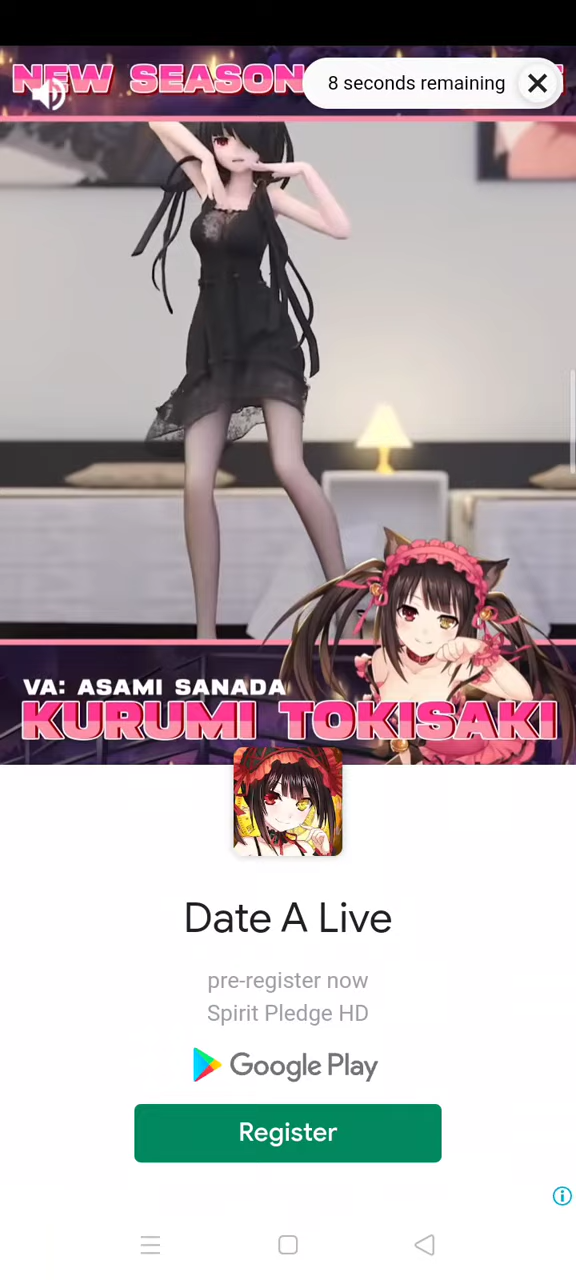 NEW SEASON
8 seconds remaining
VA: ASAMI SANADA
KURUMI TOKISAKI
Date A Live
pre-register now
Spirit Pledge HD
Google Play
Register